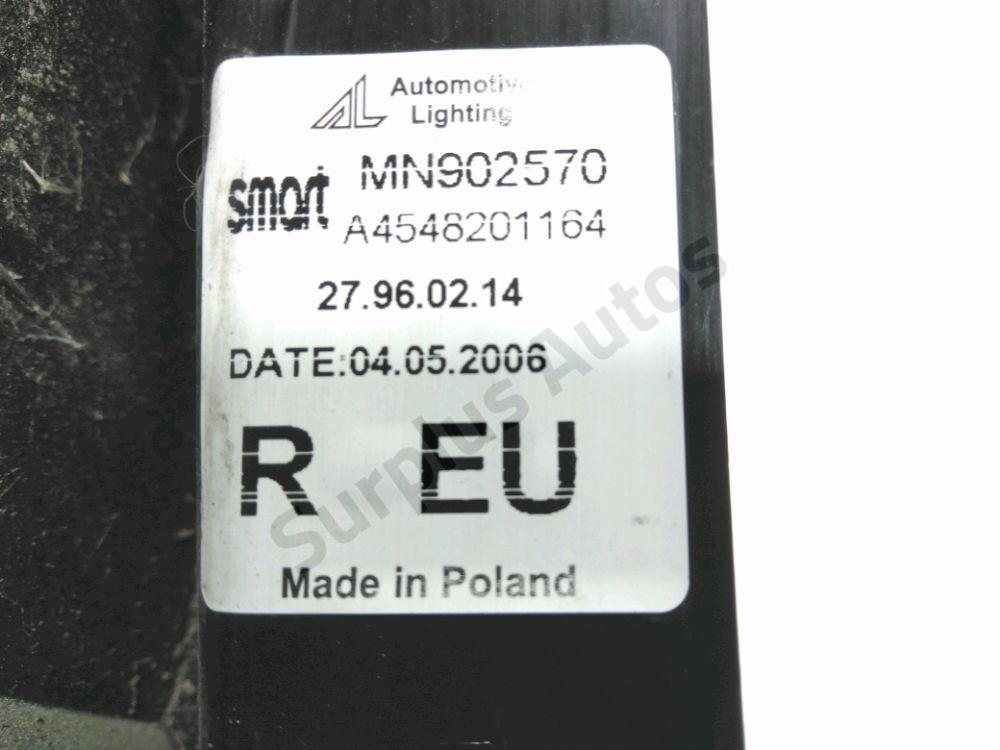 Automotive
Lighting
smart
MN902570
A4548201164
27.96.02.14
DATE:04.05.2006
R EU
Made in Poland
Surplus Autos